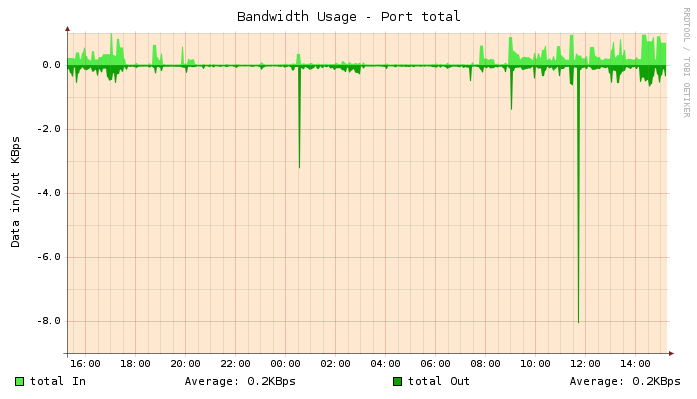 Bandwidth Usage - Port total
RRDTOOL / TOBI OETIKER
Data in/out KBps
0.0
-2.0
-4.0
-6.0
-8.0
16:00 18:00 20:00 22:00 00:00 02:00 04:00 06:00 08:00 10:00 12:00 14:00
total In Average: 0.2KBps total Out Average: 0.2KBps